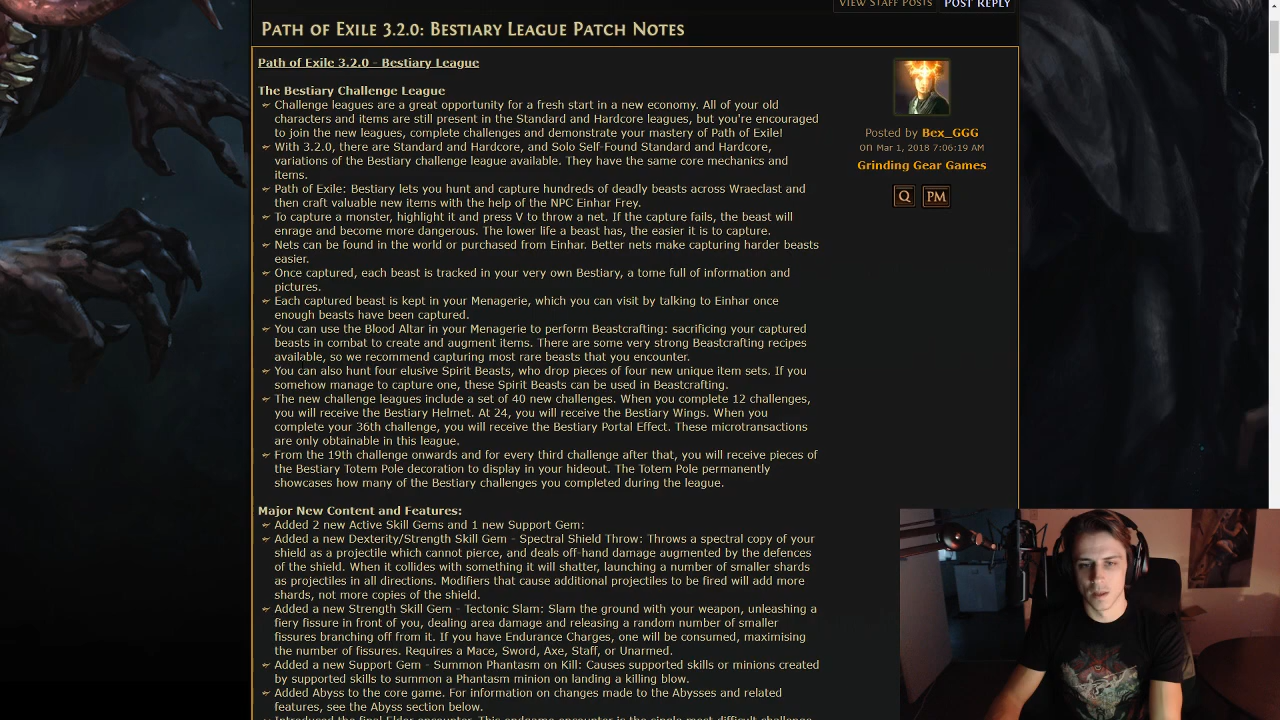 VIEW STAFF POSTS
POST REPLY
PATH OF EXILE 3.2.0: BESTIARY LEAGUE PATCH NOTES
Path of Exile 3.2.0 - Bestiary League
The Bestiary Challenge League
Challenge leagues are a great opportunity for a fresh start in a new economy. All of your old
characters and items are still present in the Standard and Hardcore leagues, but you're encouraged
to join the new leagues, complete challenges and demonstrate your mastery of Path of Exile!
With 3.2.0, there are Standard and Hardcore, and Solo Self-Found Standard and Hardcore,
variations of the Bestiary challenge league available. They have the same core mechanics and
items.
Path of Exile: Bestiary lets you hunt and capture hundreds of deadly beasts across Wraeclast and
then craft valuable new items with the help of the NPC Einhar Frey.
To capture a monster, highlight it and press V to throw a net. If the capture fails, the beast will
enrage and become more dangerous. The lower life a beast has, the easier it is to capture.
Nets can be found in the world or purchased from Einhar. Better nets make capturing harder beasts
easier.
Once captured, each beast is tracked in your very own Bestiary, a tome full of information and
pictures.
Each captured beast is kept in your Menagerie, which you can visit by talking to Einhar once
enough beasts have been captured.
You can use the Blood Altar in your Menagerie to perform Beastcrafting: sacrificing your captured
beasts in combat to create and augment items. There are some very strong Beastcrafting recipes
available, so we recommend capturing most rare beasts that you encounter.
You can also hunt four elusive Spirit Beasts, who drop pieces of four new unique item sets. If you
somehow manage to capture one, these Spirit Beasts can be used in Beastcrafting.
The new challenge leagues include a set of 40 new challenges. When you complete 12 challenges,
you will receive the Bestiary Helmet. At 24, you will receive the Bestiary Wings. When you
complete your 36th challenge, you will receive the Bestiary Portal Effect. These microtransactions
are only obtainable in this league.
From the 19th challenge onwards and for every third challenge after that, you will receive pieces of
the Bestiary Totem Pole decoration to display in your hideout. The Totem Pole permanently
showcases how many of the Bestiary challenges you completed during the league.
Major New Content and Features:
Added 2 new Active Skill Gems and 1 new Support Gem:
Added a new Dexterity/Strength Skill Gem - Spectral Shield Throw: Throws a spectral copy of your
shield as a projectile which cannot pierce, and deals off-hand damage augmented by the defences
of the shield. When it collides with something it will shatter, launching a number of smaller shards
as projectiles in all directions. Modifiers that cause additional projectiles to be fired will add more
shards, not more copies of the shield.
Added a new Strength Skill Gem - Tectonic Slam: Slam the ground with your weapon, unleashing a
fiery fissure in front of you, dealing area damage and releasing a random number of smaller
fissures branching off from it. If you have Endurance Charges, one will be consumed, maximising
the number of fissures. Requires a Mace, Sword, Axe, Staff, or Unarmed.
Added a new Support Gem - Summon Phantasm on Kill: Causes supported skills or minions created
by supported skills to summon a Phantasm minion on landing a killing blow.
Added Abyss to the core game. For information on changes made to the Abysses and related
features, see the Abyss section below.
Introduced the final Elder encounter. This endgame encounter is the single most difficult challenge
Posted by Bex_GGG
on Mar 1, 2018 7:06:19 AM
Grinding Gear Games
Q
PM